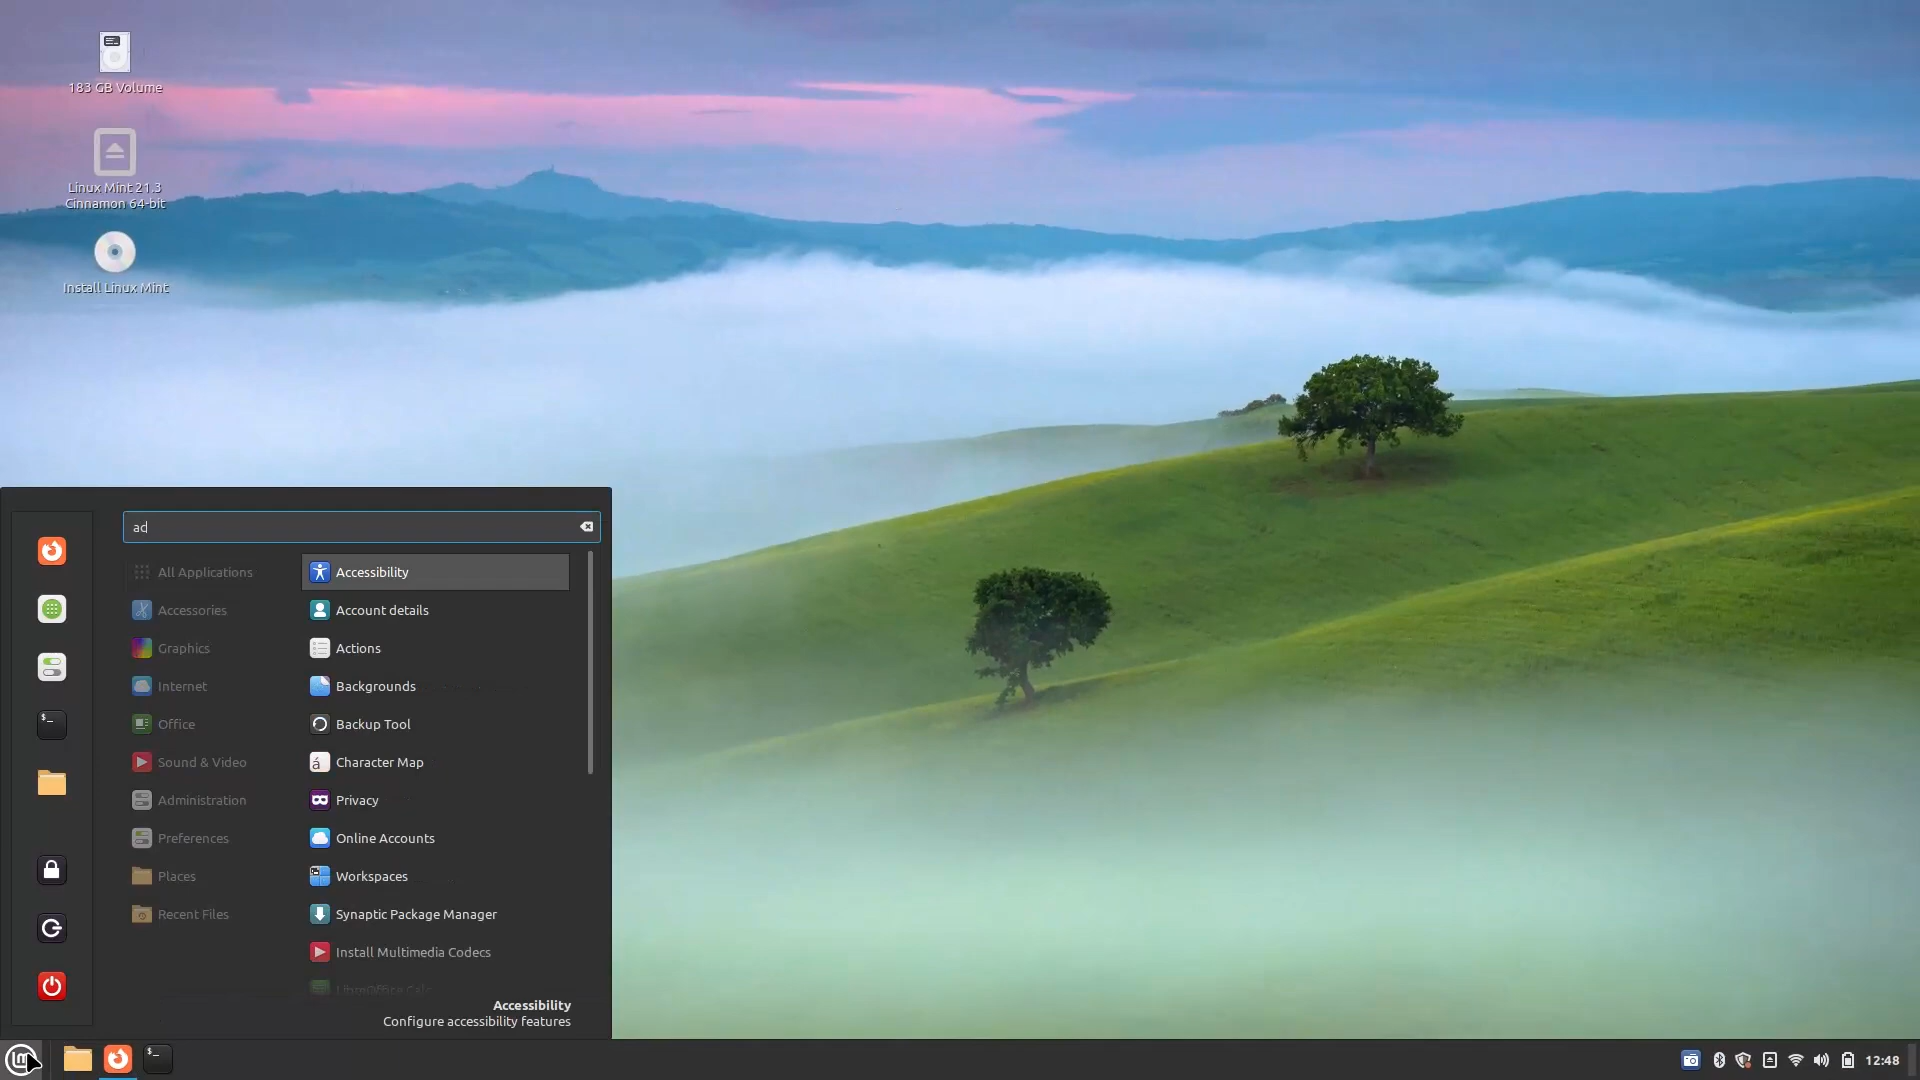 183 GB Volume
Linux Mint 21.3
Cinnamon 64-bit
Install Linux Mint
ad
All Applications
Accessories
Graphics
Internet
Office
Sound & Video
Administration
Preferences
Places
Recent Files
Accessibility
Account details
Actions
Backgrounds
Backup Tool
Character Map
Privacy
Online Accounts
Workspaces
Synaptic Package Manager
Install Multimedia Codecs
LibreOffice Calc
Accessibility
Configure accessibility features
12:48